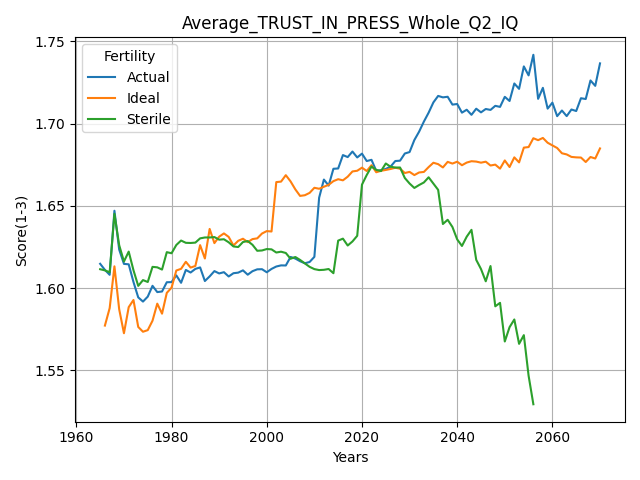 Average_TRUST_IN_PRESS_Whole_Q2_IQ
Score(1-3)
1.75
1.70
1.65
1.60
1.55
Fertility
Actual
Ideal
Sterile
1960 1980 2000 2020 2040 2060
Years